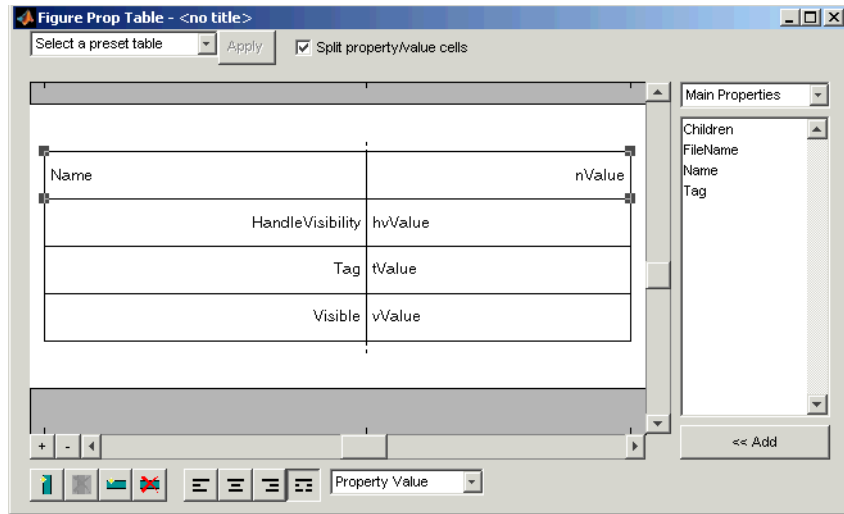 Figure Prop Table - <no title>
Select a preset table
Apply
Split property/value cells
Main Properties
Children
FileName
Name
Tag
Name nValue
HandleVisibility hvValue
Tag tValue
Visible vValue
+ -
<< Add
Property Value